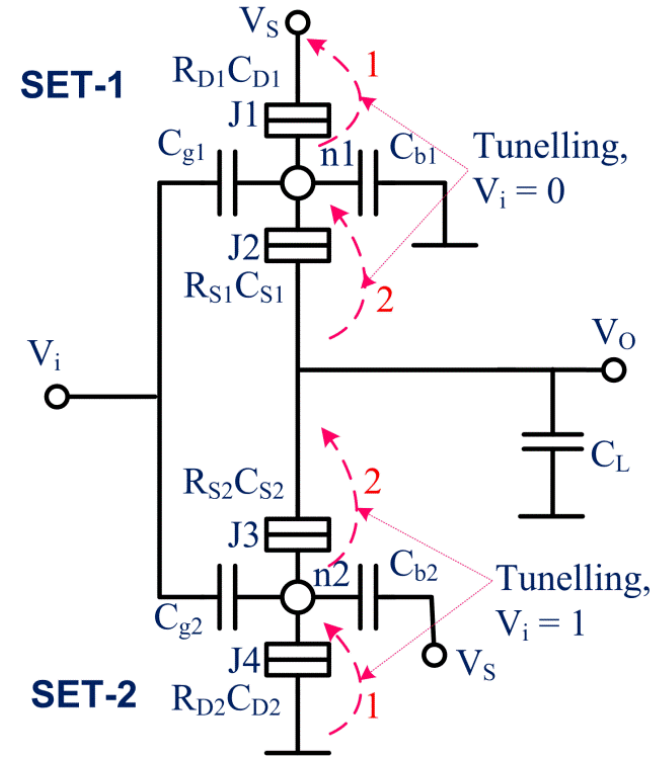 V_S
SET-1
R_D1C_D1
1
J1
C_g1
n1
C_b1
Tunelling,
V_i = 0
J2
R_S1C_S1
2
V_i
V_O
C_L
R_S2C_S2
2
J3
n2
C_b2
Tunelling,
V_i = 1
C_g2
J4
V_S
SET-2
R_D2C_D2
1